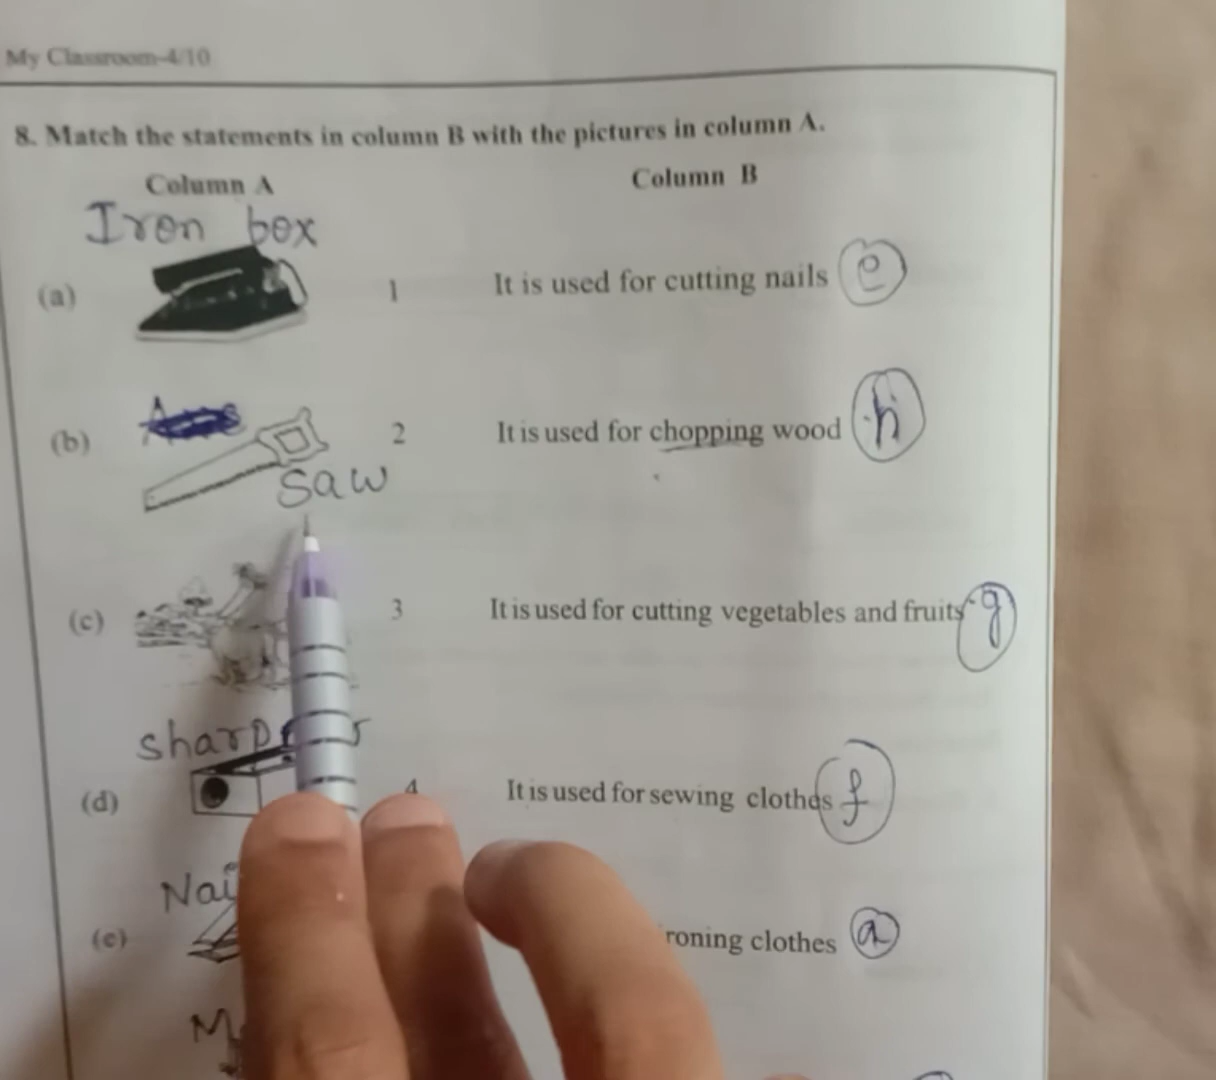 My Classroom-4/10
8. Match the statements in column B with the pictures in column A.
Column A Column B
Iron box
(a) 1 It is used for cutting nails e
(b) 2 It is used for chopping wood h
saw
(c) 3 It is used for cutting vegetables and fruits g
(d) 4 It is used for sewing clothes f
(e) roning clothes a